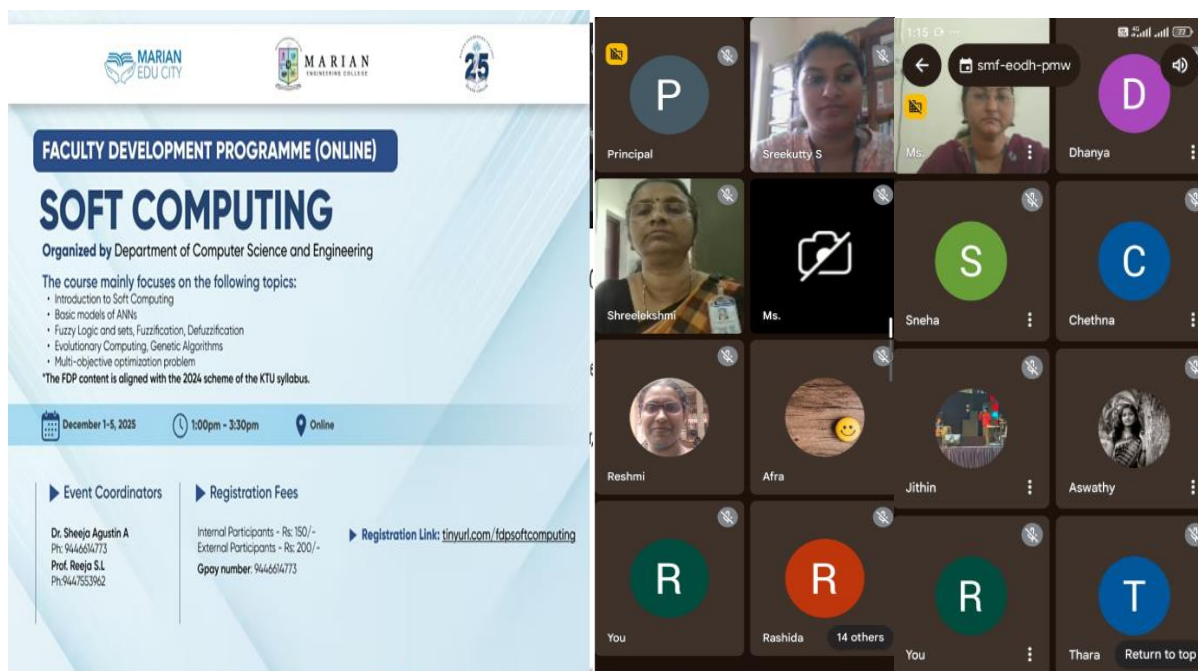 MARIAN
EDU CITY
MARIAN
ENGINEERING COLLEGE
25
FACULTY DEVELOPMENT PROGRAMME (ONLINE)
SOFT COMPUTING
Organized by Department of Computer Science and Engineering
The course mainly focuses on the following topics:
• Introduction to Soft Computing
• Basic models of ANNs
• Fuzzy Logic and sets, Fuzzification, Defuzzification
• Evolutionary Computing, Genetic Algorithms
• Multi-objective optimization problem
*The FDP content is aligned with the 2024 scheme of the KTU syllabus.
December 1-5, 2025
1:00pm - 3:30pm
Online
Event Coordinators
Dr. Sheeja Agustin A
Ph: 9446614773
Prof. Reeja S.L
Ph:9447553962
Registration Fees
Internal Participants - Rs: 150/-
External Participants - Rs: 200/-
Gpay number: 9446614773
Registration Link: tinyurl.com/fdpsoftcomputing
P
Principal
Sreekutty S
Shreelekshmi
Ms.
Reshmi
Afra
R
You
R
Rashida
14 others
1:15
smf-eodh-pmw
Ms.
D
Dhanya
S
Sneha
C
Chethna
Jithin
Aswathy
R
You
T
Thara
Return to top